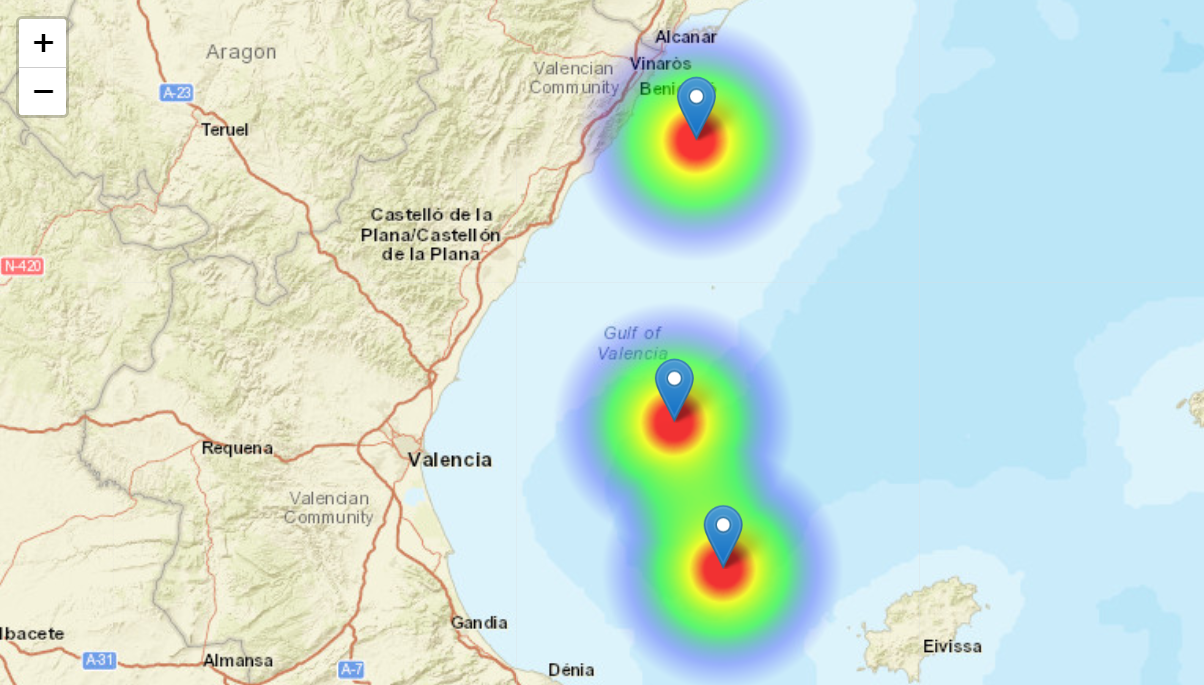 +
−
Alcanar
Aragon
Vinaròs
Valencian
Community
A-23
Teruel
Castelló de la
Plana/Castellón
de la Plana
N-420
Gulf of
Valencia
Requena
Valencia
Valencian
Community
Gandia
lbacete
A-31
Almansa
A-7
Dénia
Eivissa